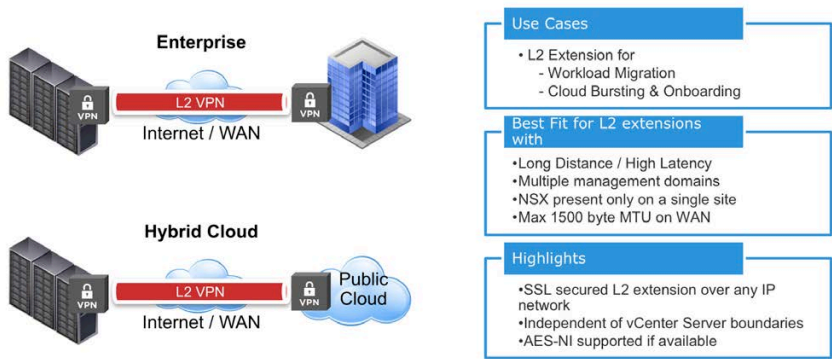 Enterprise
VPN
L2 VPN
VPN
Internet / WAN
Hybrid Cloud
VPN
L2 VPN
VPN
Public
Cloud
Internet / WAN
Use Cases
• L2 Extension for
- Workload Migration
- Cloud Bursting & Onboarding
Best Fit for L2 extensions
with
•Long Distance / High Latency
•Multiple management domains
•NSX present only on a single site
•Max 1500 byte MTU on WAN
Highlights
•SSL secured L2 extension over any IP
network
•Independent of vCenter Server boundaries
•AES-NI supported if available